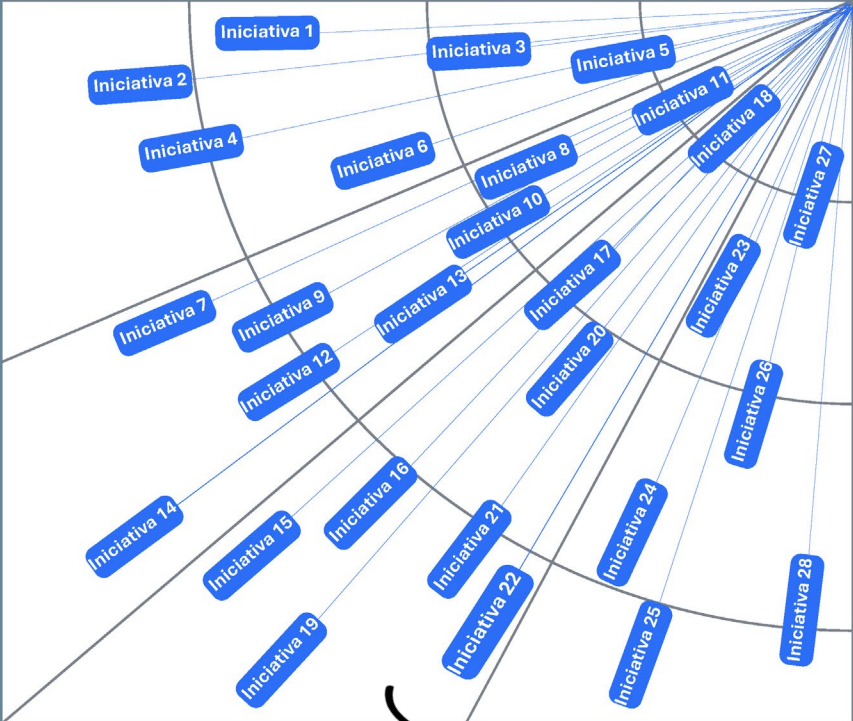 Iniciativa 1
Iniciativa 2
Iniciativa 3
Iniciativa 4
Iniciativa 5
Iniciativa 6
Iniciativa 7
Iniciativa 8
Iniciativa 9
Iniciativa 10
Iniciativa 11
Iniciativa 12
Iniciativa 13
Iniciativa 14
Iniciativa 15
Iniciativa 16
Iniciativa 17
Iniciativa 18
Iniciativa 19
Iniciativa 20
Iniciativa 21
Iniciativa 22
Iniciativa 23
Iniciativa 24
Iniciativa 25
Iniciativa 26
Iniciativa 27
Iniciativa 28